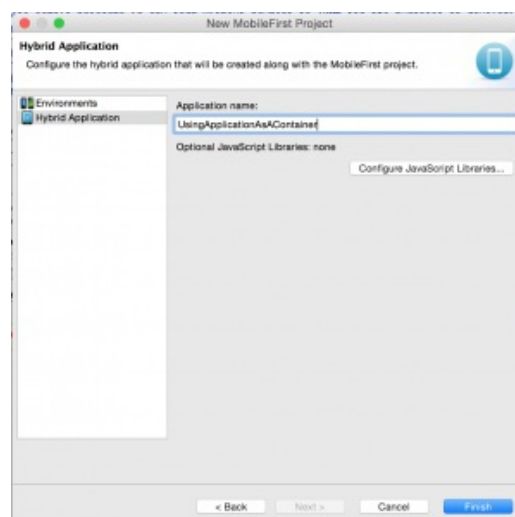 New MobileFirst Project
Hybrid Application
Configure the hybrid application that will be created along with the MobileFirst project.
Environments
Hybrid Application
Application name:
UsingApplicationAsAContainer
Optional JavaScript Libraries: none
Configure JavaScript Libraries...
< Back
Next >
Cancel
Finish